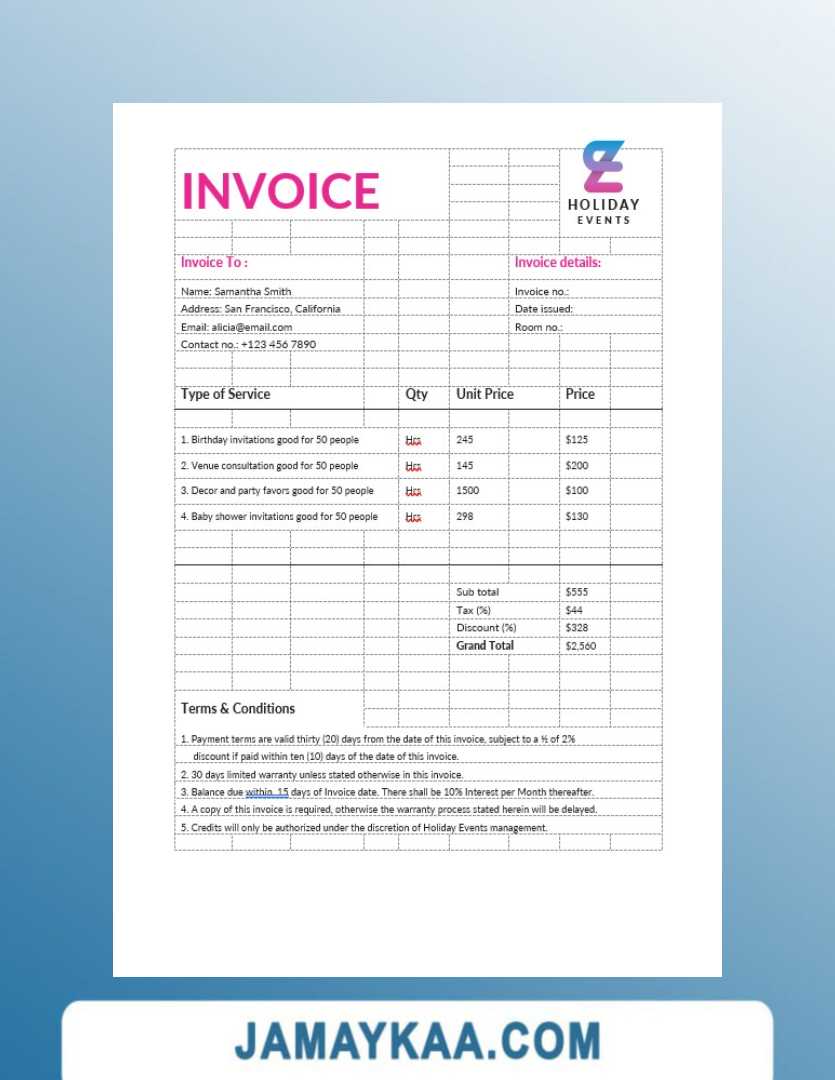 INVOICE
HOLIDAY
EVENTS
Invoice To :
Invoice details:
Name: Samantha Smith
Invoice no.:
Address: San Francisco, California
Date issued:
Email: alicia@email.com
Room no.:
Contact no.: +123 456 7890
Type of Service Qty Unit Price Price
1. Birthday invitations good for 50 people Hrs 245 $125
2. Venue consultation good for 50 people Hrs 145 $200
3. Decor and party favors good for 50 people Hrs 1500 $100
4. Baby shower invitations good for 50 people Hrs 298 $130
Sub total $555
Tax (%) $44
Discount (%) $328
Grand Total $2,560
Terms & Conditions
1. Payment terms are valid thirty (20) days from the date of this invoice, subject to a ½ of 2%
discount if paid within ten (10) days of the date of this invoice.
2. 30 days limited warranty unless stated otherwise in this invoice.
3. Balance due within 15 days of Invoice date. There shall be 10% Interest per Month thereafter.
4. A copy of this invoice is required, otherwise the warranty process stated herein will be delayed.
5. Credits will only be authorized under the discretion of Holiday Events management.
JAMAYKAA.COM